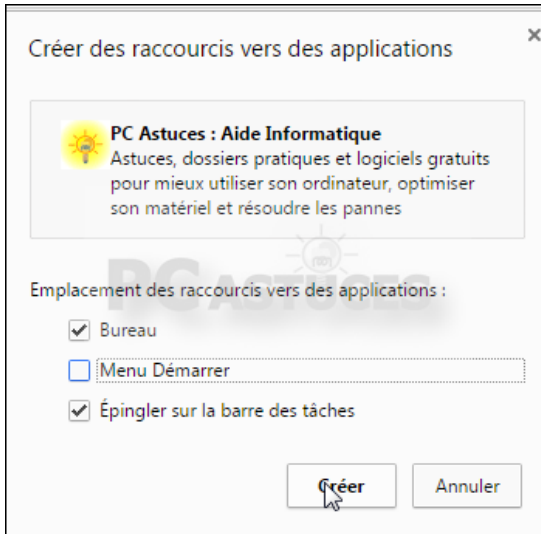 Créer des raccourcis vers des applications
PC Astuces : Aide Informatique
Astuces, dossiers pratiques et logiciels gratuits
pour mieux utiliser son ordinateur, optimiser
son matériel et résoudre les pannes
PC ASTUCES
Emplacement des raccourcis vers des applications :
Bureau
Menu Démarrer
Épingler sur la barre des tâches
Créer
Annuler